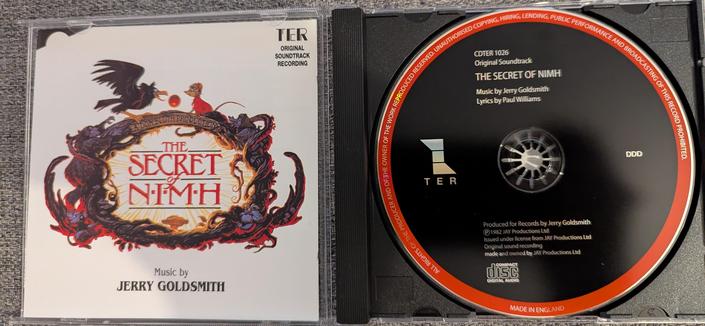 TER
ORIGINAL
SOUNDTRACK
RECORDING
THE
SECRET
of
N·I·M·H
Music by
JERRY GOLDSMITH
ALL RIGHTS OF THE PRODUCER AND OF THE OWNER OF THE WORK REPRODUCED RESERVED. UNAUTHORISED COPYING, HIRING, LENDING, PUBLIC PERFORMANCE AND BROADCASTING OF THIS RECORD PROHIBITED.
CDTER 1026
Original Soundtrack
THE SECRET OF NIMH
Music by Jerry Goldsmith
Lyrics by Paul Williams
TER
DDD
Produced for Records by Jerry Goldsmith
Ⓟ1982 JAY Productions Ltd
Issued under license from JAY Productions Ltd
Original sound recording
made and owned by JAY Productions Ltd
COMPACT
disc
DIGITAL AUDIO
MADE IN ENGLAND